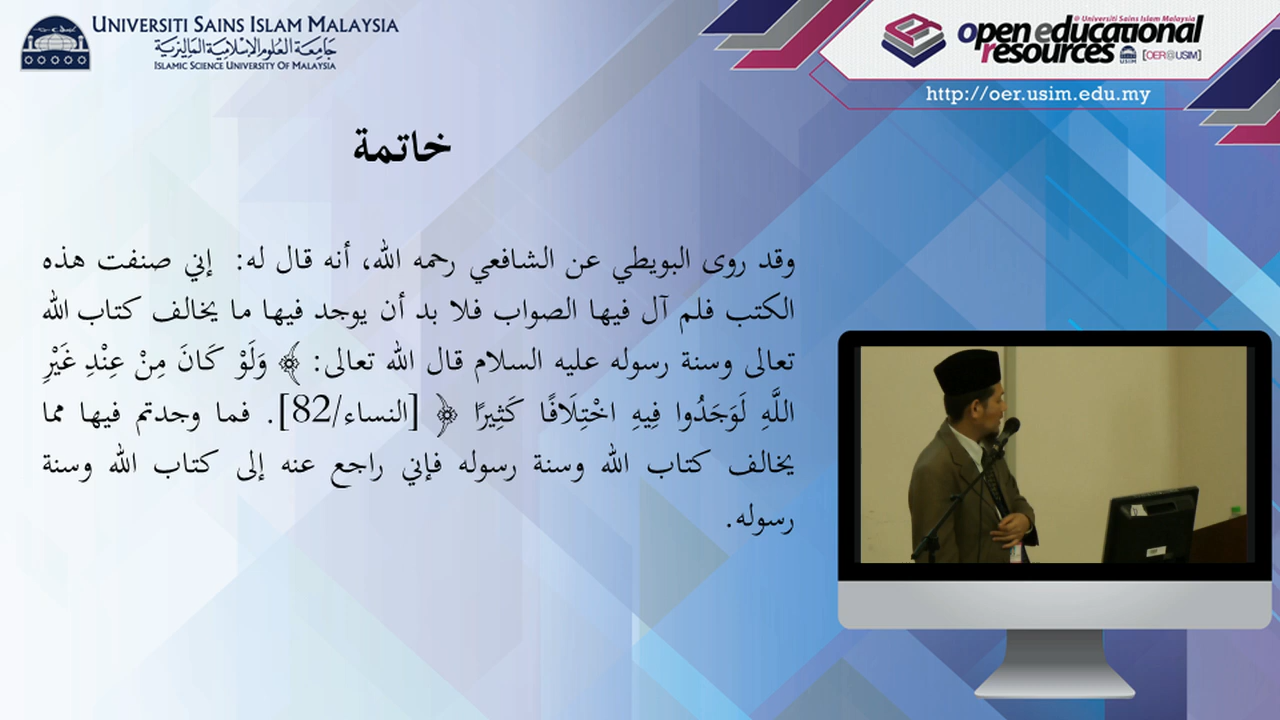 UNIVERSITI SAINS ISLAM MALAYSIA
جامعة العلوم الإسلامية الماليزية
ISLAMIC SCIENCE UNIVERSITY OF MALAYSIA
@ Universiti Sains Islam Malaysia
open educational
resources
USIM
[OER@USIM]
http://oer.usim.edu.my
خاتمة
وقد روى البويطي عن الشافعي رحمه الله، أنه قال له: إني صنفت هذه
الكتب فلم آل فيها الصواب فلا بد أن يوجد فيها ما يخالف كتاب الله
تعالى وسنة رسوله عليه السلام قال الله تعالى: ﴿ وَلَوْ كَانَ مِنْ عِنْدِ غَيْرِ
اللَّهِ لَوَجَدُوا فِيهِ اخْتِلَافًا كَثِيرًا ﴾ [النساء/82]. فما وجدتم فيها مما
يخالف كتاب الله وسنة رسوله فإني راجع عنه إلى كتاب الله وسنة
رسوله.